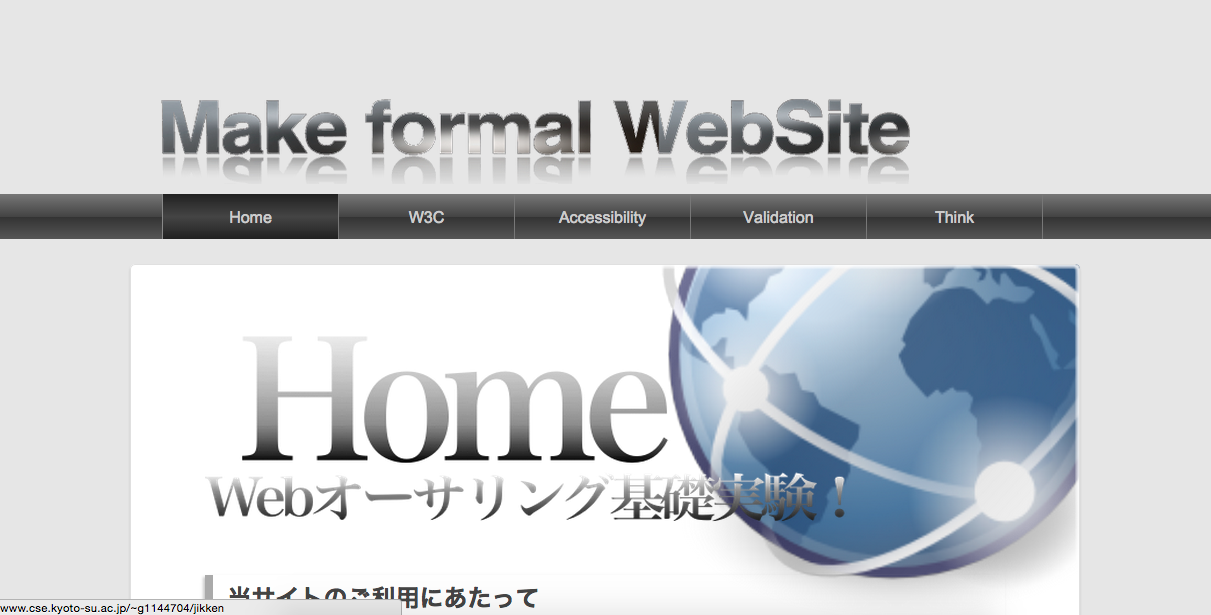 Make formal WebSite
Home W3C Accessibility Validation Think
Home
Webオーサリング基礎実験！
当サイトのご利用にあたって
www.cse.kyoto-su.ac.jp/~g1144704/jikken